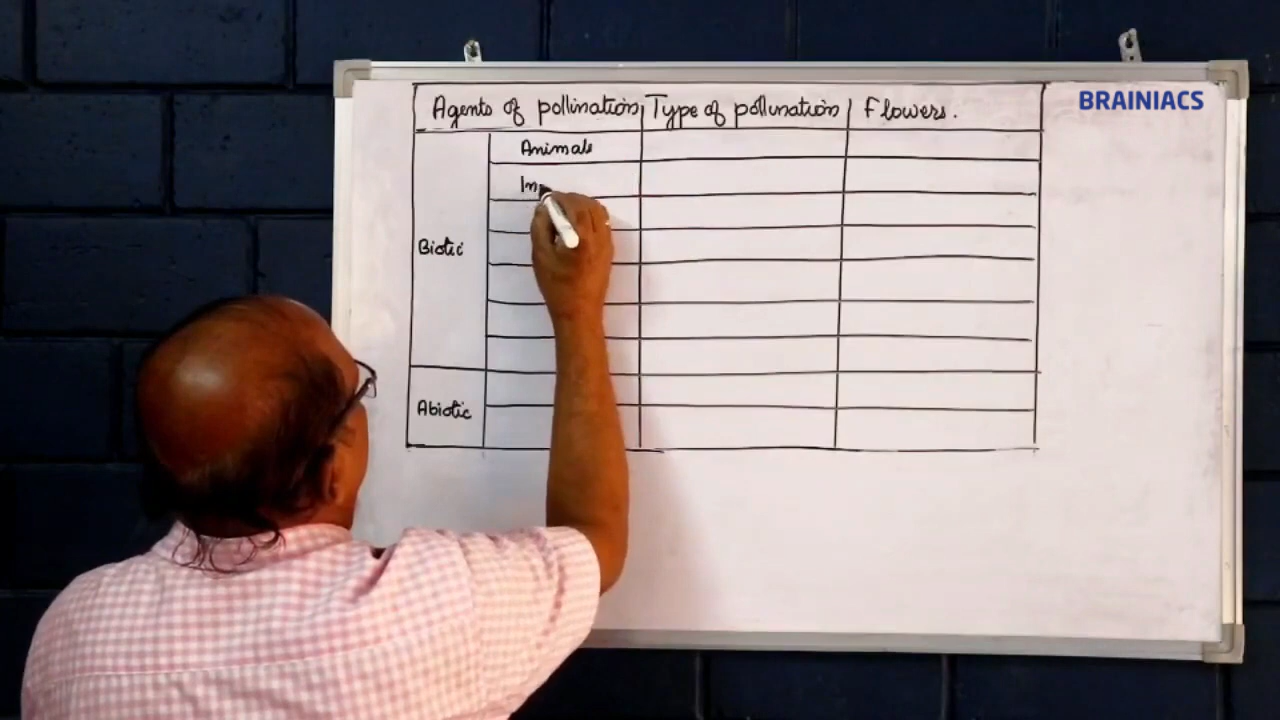 BRAINIACS
Agents of pollination Type of pollination Flowers.
Animals
Biotic
Abiotic